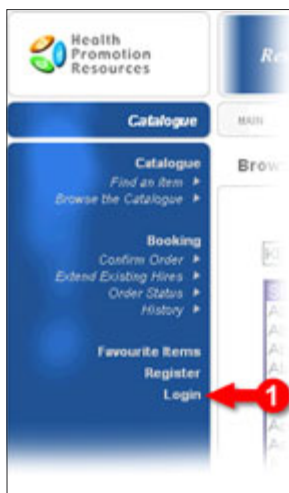 Health
Promotion
Resources
Re
Catalogue
MAIN
Catalogue
Brow
Find an Item
Browse the Catalogue
Booking
Confirm Order
Extend Existing Hires
Order Status
History
Favourite Items
Register
Login
1